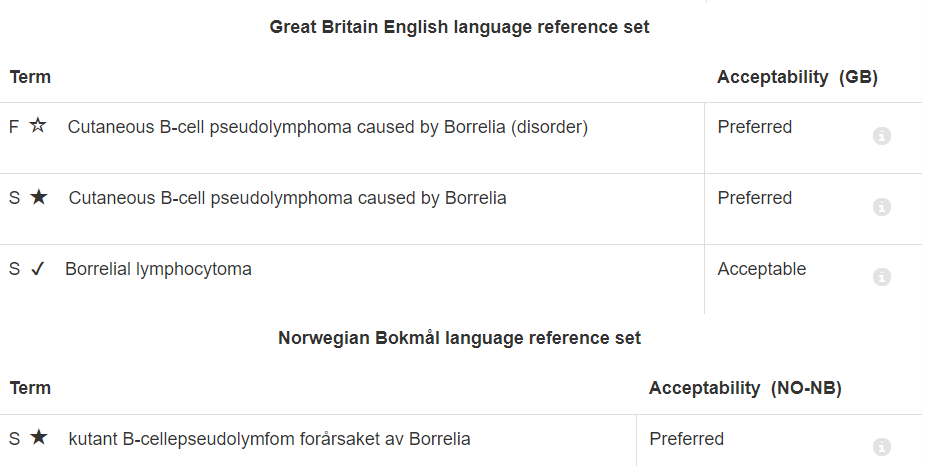 Great Britain English language reference set
Term Acceptability (GB)
F ☆ Cutaneous B-cell pseudolymphoma caused by Borrelia (disorder) Preferred
S ★ Cutaneous B-cell pseudolymphoma caused by Borrelia Preferred
S ✓ Borrelial lymphocytoma Acceptable
Norwegian Bokmål language reference set
Term Acceptability (NO-NB)
S ★ kutant B-cellepseudolymfom forårsaket av Borrelia Preferred